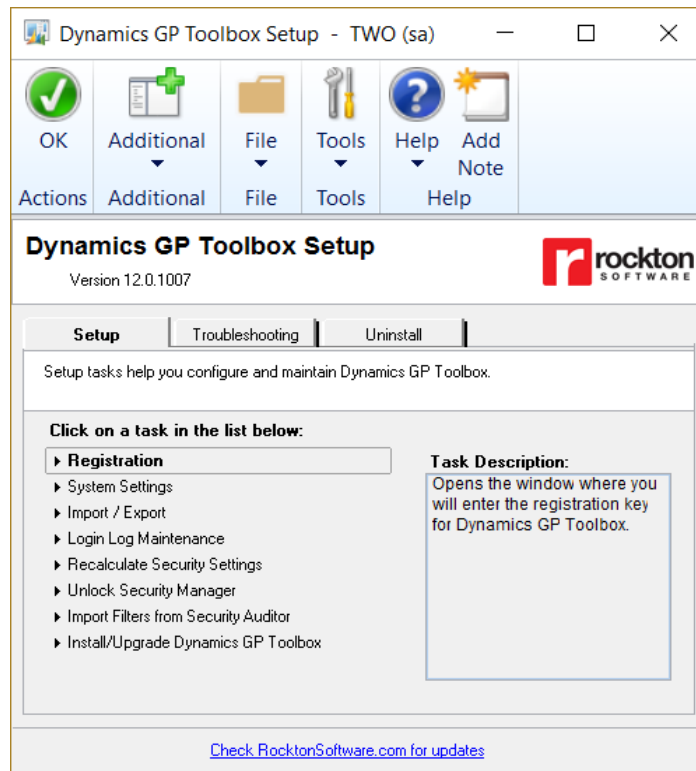 Dynamics GP Toolbox Setup - TWO (sa)
OK
Additional
File
Tools
Help
Add
Note
Actions
Additional
File
Tools
Help
Dynamics GP Toolbox Setup
Version 12.0.1007
rockton
SOFTWARE
Setup
Troubleshooting
Uninstall
Setup tasks help you configure and maintain Dynamics GP Toolbox.
Click on a task in the list below:
Registration
System Settings
Import / Export
Login Log Maintenance
Recalculate Security Settings
Unlock Security Manager
Import Filters from Security Auditor
Install/Upgrade Dynamics GP Toolbox
Task Description:
Opens the window where you
will enter the registration key
for Dynamics GP Toolbox.
Check RocktonSoftware.com for updates